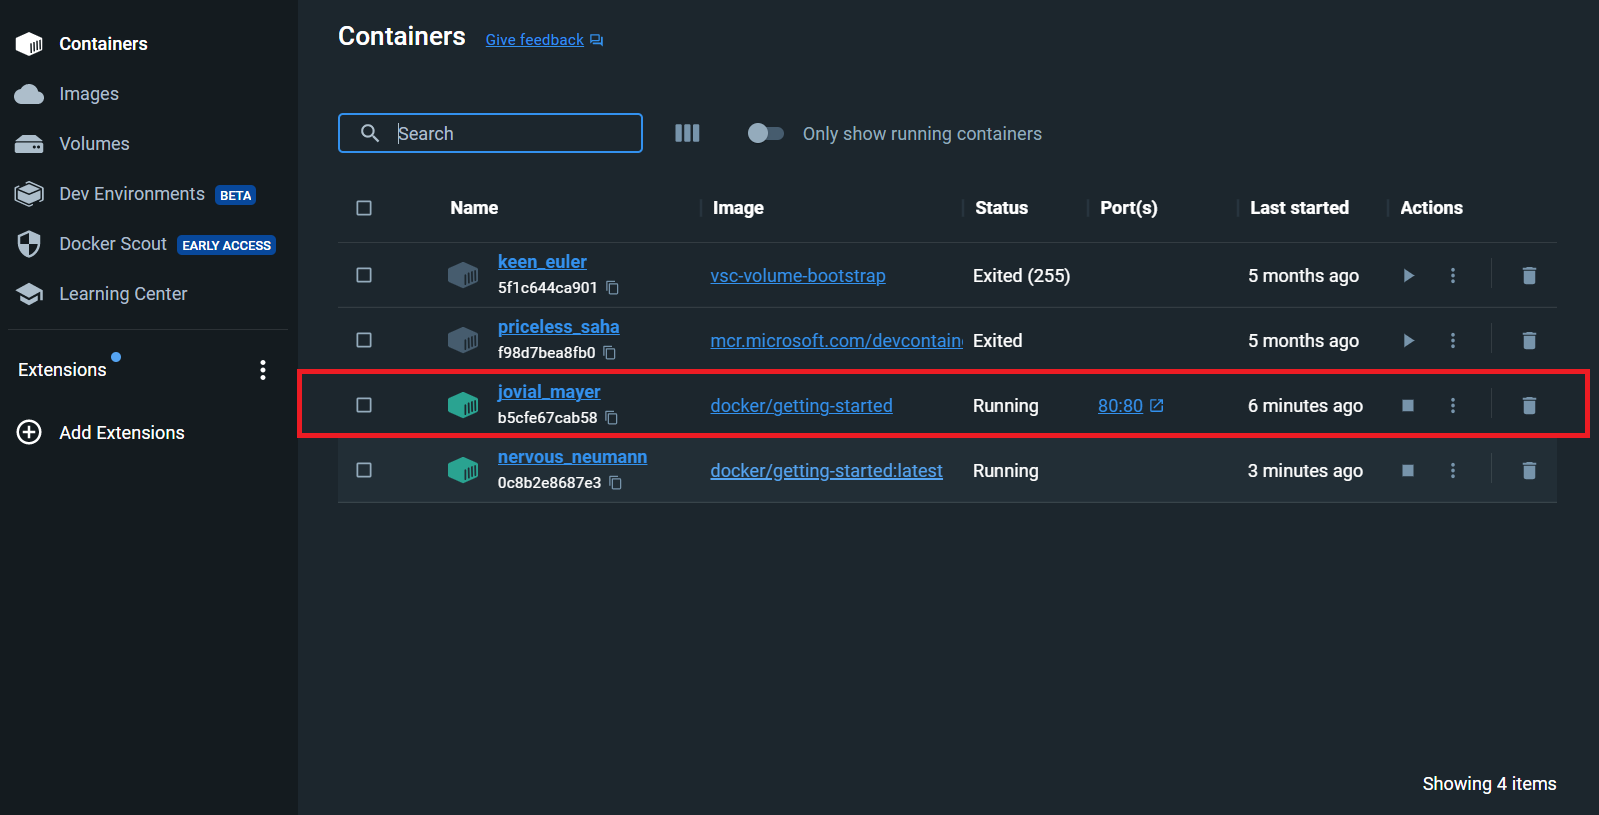 Containers
Images
Volumes
Dev Environments BETA
Docker Scout EARLY ACCESS
Learning Center
Extensions
Add Extensions
Containers Give feedback
Search Only show running containers
Name Image Status Port(s) Last started Actions
keen_euler
5f1c644ca901
vsc-volume-bootstrap Exited (255) 5 months ago
priceless_saha
f98d7bea8fb0
mcr.microsoft.com/devcontain Exited 5 months ago
jovial_mayer
b5cfe67cab58
docker/getting-started Running 80:80 6 minutes ago
nervous_neumann
0c8b2e8687e3
docker/getting-started:latest Running 3 minutes ago
Showing 4 items